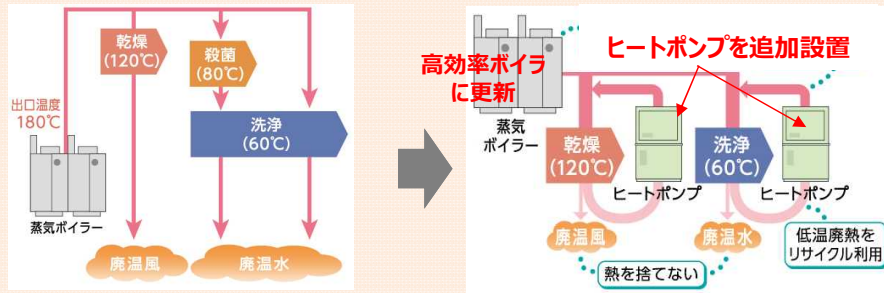 乾燥
(120℃)
殺菌
(80℃)
出口温度
180℃
洗浄
(60℃)
蒸気ボイラー
廃温風
廃温水
高効率ボイラ
に更新
ヒートポンプを追加設置
蒸気
ボイラー
乾燥
(120℃)
洗浄
(60℃)
ヒートポンプ
ヒートポンプ
廃温風
廃温水
低温廃熱を
リサイクル利用
熱を捨てない